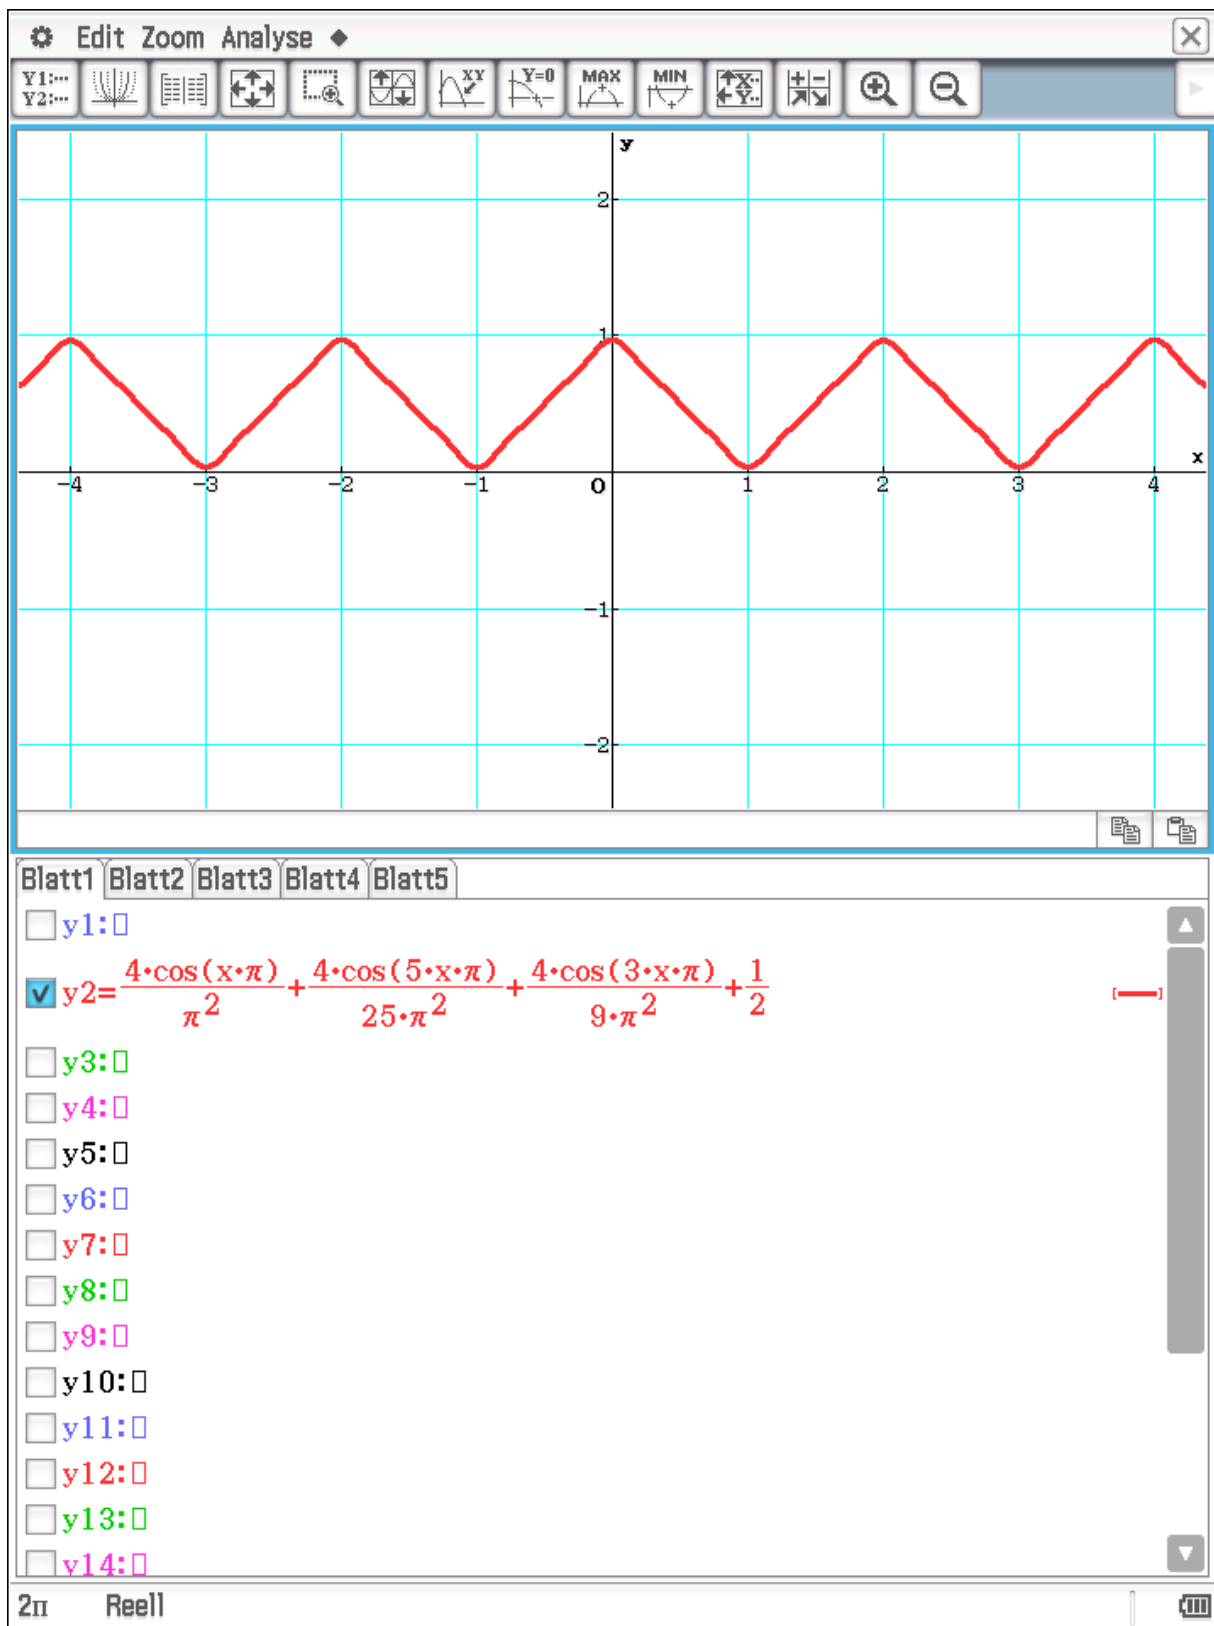 Edit Zoom Analyse
Y1:... Y2:... XY Y=0 MAX MIN X: Y:
y
2
1
x
-4 -3 -2 -1 0 1 2 3 4
-1
-2
Blatt1 Blatt2 Blatt3 Blatt4 Blatt5
y1:▯
y2=4·cos(x·π)/π^2+4·cos(5·x·π)/25·π^2+4·cos(3·x·π)/9·π^2+1/2
y3:▯
y4:▯
y5:▯
y6:▯
y7:▯
y8:▯
y9:▯
y10:▯
y11:▯
y12:▯
y13:▯
y14:▯
2π Reell